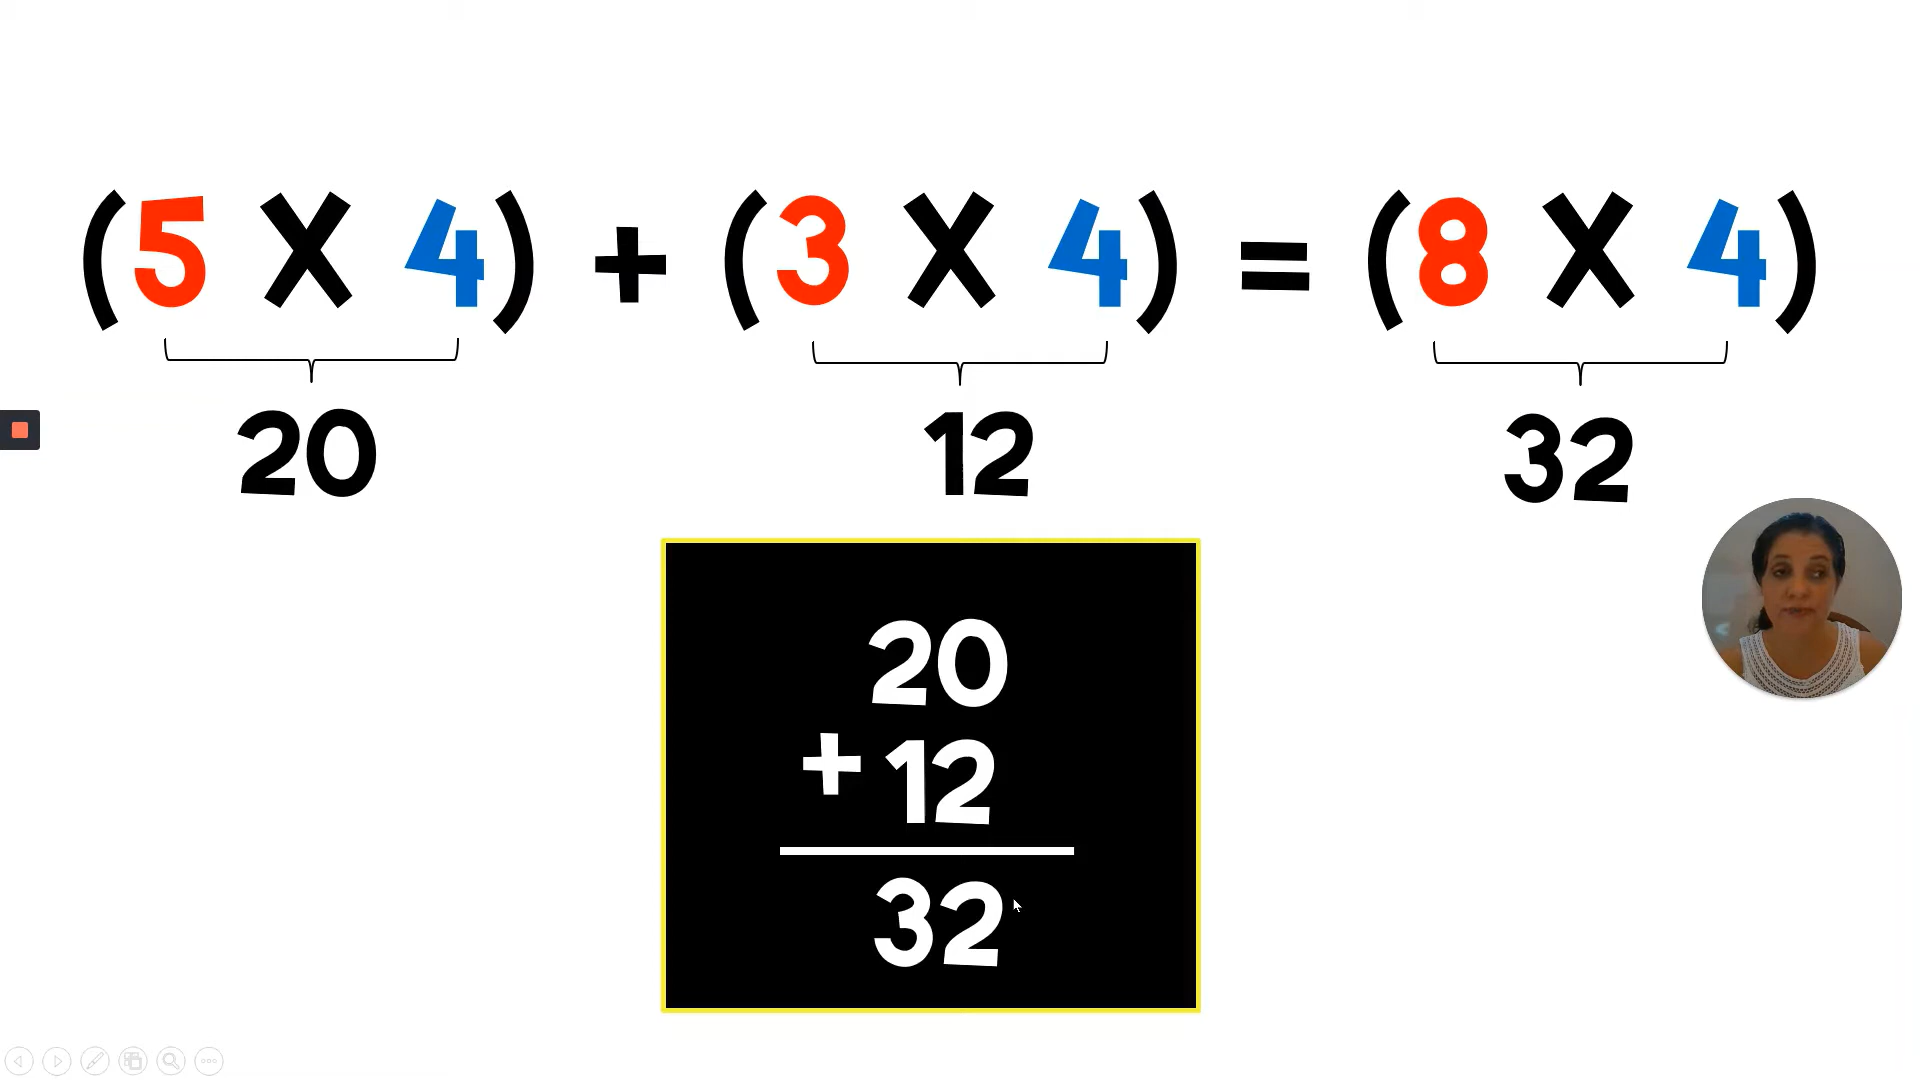 (5 X 4) + (3 X 4) = (8 X 4)
20 12 32
20
+ 12
32